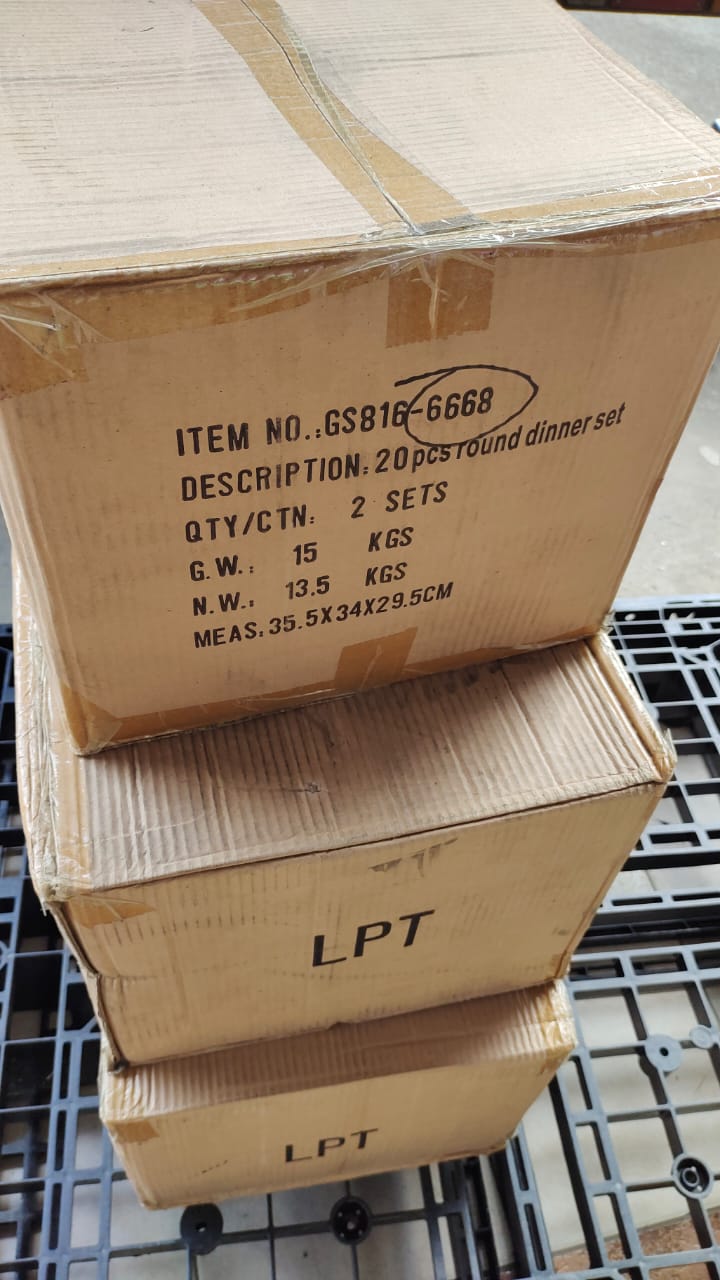 ITEM NO.:GS816-6668
DESCRIPTION: 20pcs round dinner set
QTY/CTN: 2 SETS
G.W.: 15 KGS
N.W.: 13.5 KGS
MEAS: 35.5X34X29.5CM
LPT
LPT